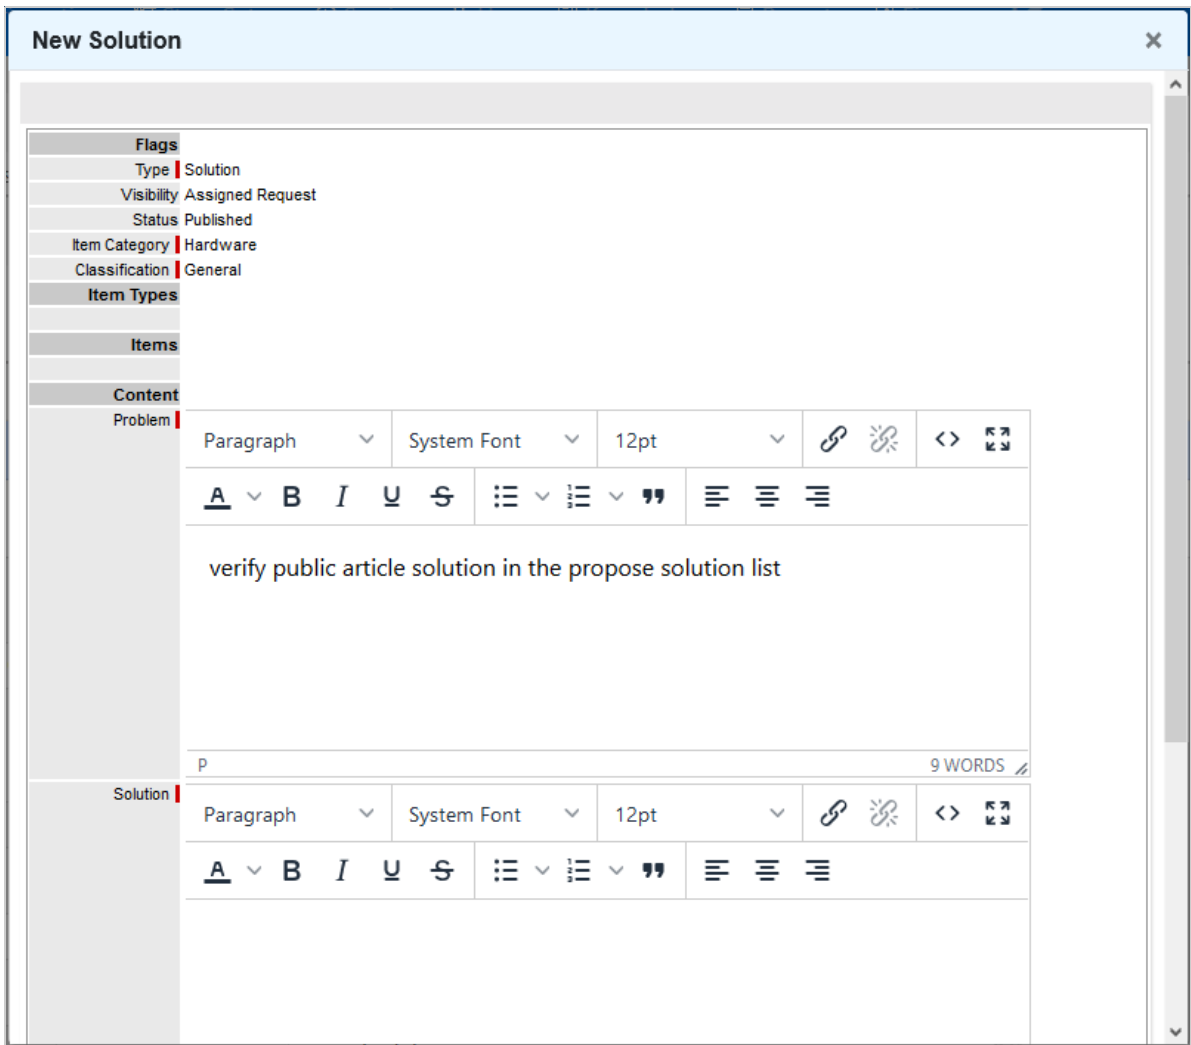 New Solution
Flags
Type Solution
Visibility Assigned Request
Status Published
Item Category Hardware
Classification General
Item Types
Items
Content
Problem
Paragraph System Font 12pt
A B I U S
verify public article solution in the propose solution list
P 9 WORDS
Solution
Paragraph System Font 12pt
A B I U S